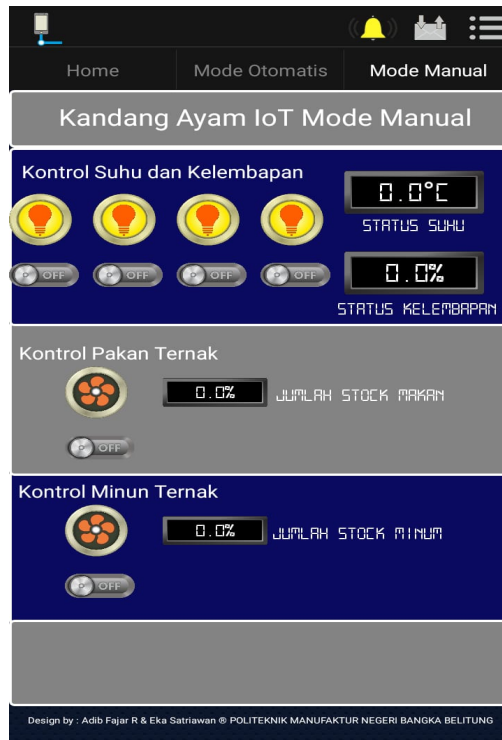 Home Mode Otomatis Mode Manual
Kandang Ayam IoT Mode Manual
Kontrol Suhu dan Kelembapan
0.0°C
STATUS SUHU
OFF OFF OFF OFF
0.0%
STATUS KELEMBAPAN
Kontrol Pakan Ternak
0.0% JUMLAH STOCK MAKAN
OFF
Kontrol Minun Ternak
0.0% JUMLAH STOCK MINUM
OFF
Design by : Adib Fajar R & Eka Satriawan ® POLITEKNIK MANUFAKTUR NEGERI BANGKA BELITUNG